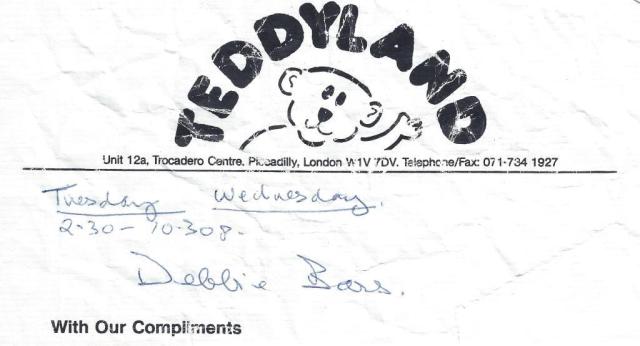 TEDDYLAND
Unit 12a, Trocadero Centre, Piccadilly, London W1V 7DV. Telephone/Fax: 071-734 1927
Tuesday Wednesday.
2.30 - 10.30
Debbie
With Our Compliments